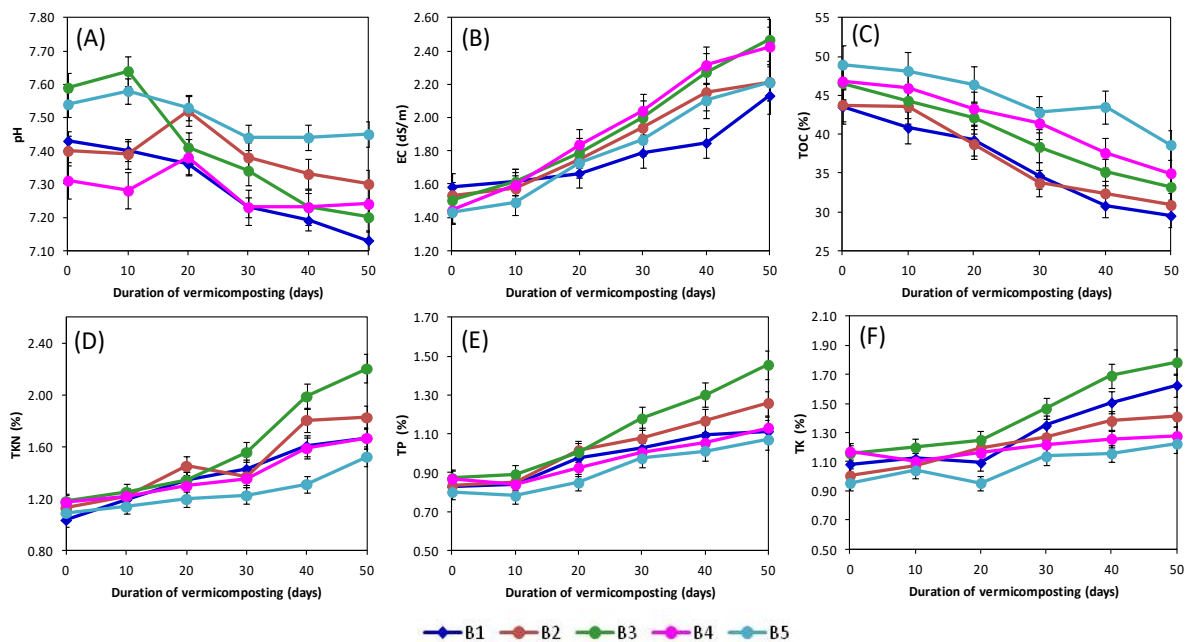 (A)
7.80
7.70
7.60
7.50
7.40
7.30
7.20
7.10
pH
0 10 20 30 40 50
Duration of vermicomposting (days)
(B)
2.60
2.40
2.20
2.00
1.80
1.60
1.40
1.20
EC (dS/m)
0 10 20 30 40 50
Duration of vermicomposting (days)
(C)
55
50
45
40
35
30
25
TOC (%)
0 10 20 30 40 50
Duration of vermicomposting (days)
(D)
2.40
2.00
1.60
1.20
0.80
TKN (%)
0 10 20 30 40 50
Duration of vermicomposting (days)
(E)
1.70
1.50
1.30
1.10
0.90
0.70
0.50
TP (%)
0 10 20 30 40 50
Duration of vermicomposting (days)
(F)
2.10
1.90
1.70
1.50
1.30
1.10
0.90
0.70
0.50
TK (%)
0 10 20 30 40 50
Duration of vermicomposting (days)
B1 B2 B3 B4 B5